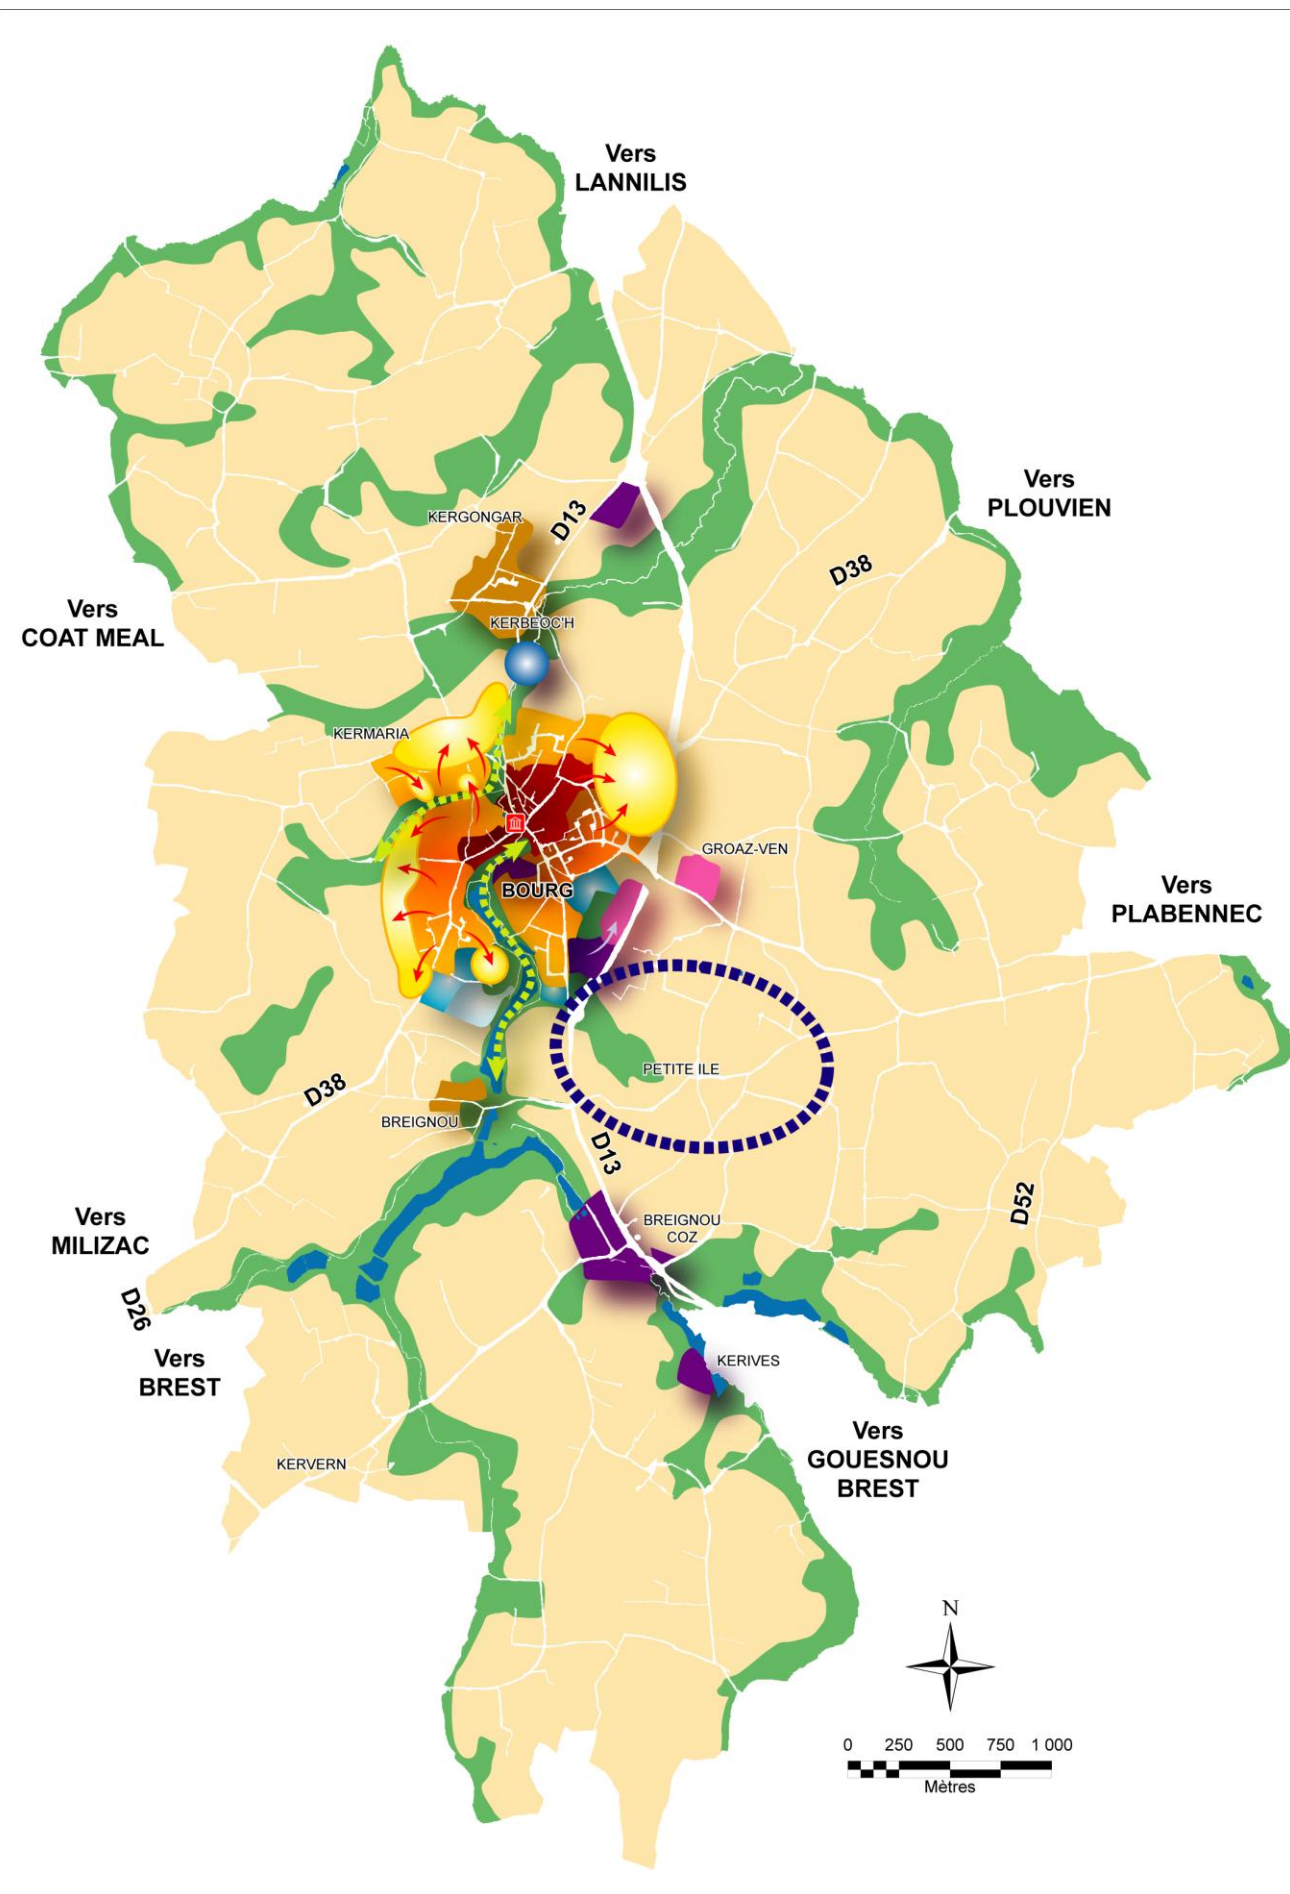 Vers
LANNILIS
Vers
PLOUVIEN
KERGONGAR
D13
D38
Vers
COAT MEAL
KERBEOC'H
KERMARIA
GROAZ-VEN
BOURG
Vers
PLABENNEC
PETITE ILE
D38
BREIGNOU
D13
D52
Vers
MILIZAC
BREIGNOU
COZ
D26
Vers
BREST
KERIVES
Vers
GOUESNOU
BREST
KERVERN
N
0 250 500 750 1 000
Mètres